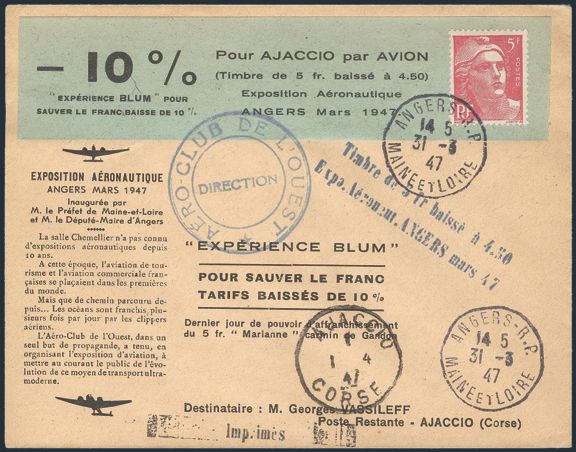 - 10 %
"EXPÉRIENCE BLUM" POUR
SAUVER LE FRANC,BAISSE DE 10 %
Pour AJACCIO par AVION
(Timbre de 5 fr. baissé à 4.50)
Exposition Aéronautique
ANGERS Mars 1947
5F
POSTES
RF
ANGERS-R.P.
14 5
31 -3
47
MAINE ET LOIRE
AÉRO-CLUB DE L'OUEST
DIRECTION
Timbre de 5 fr baissé à 4.50
Expo. Aéronaut. ANGERS mars 47
EXPOSITION AÉRONAUTIQUE
ANGERS MARS 1947
Inaugurée par
M. le Préfet de Maine-et-Loire
et M. le Député-Maire d'Angers
La salle Chemellier n'a pas connu
d'expositions aéronautiques depuis
10 ans.
A cette époque, l'aviation de tou-
risme et l'aviation commerciale fran-
çaises se plaçaient dans les premières
du monde.
Mais que de chemin parcouru de-
puis... Les océans sont franchis, plu-
sieurs fois par jour par les clippers
aériens.
L'Aéro-Club de l'Ouest, dans un
seul but de propagande, a tenu, en
organisant l'exposition d'aviation, à
mettre au courant le public de l'évo-
lution de ce moyen de transport ultra-
moderne.
"EXPÉRIENCE BLUM"
POUR SAUVER LE FRANC
TARIFS BAISSÉS DE 10 %
Dernier jour de pouvoir d'affranchissement
du 5 fr. "Marianne" carmin de Gandon
AJACCIO
1 4
47
CORSE
ANGERS-R.P.
14 5
31 -3
47
MAINE ET LOIRE
Destinataire : M. Georges VASSILEFF
Poste Restante - AJACCIO (Corse)
Imprimés